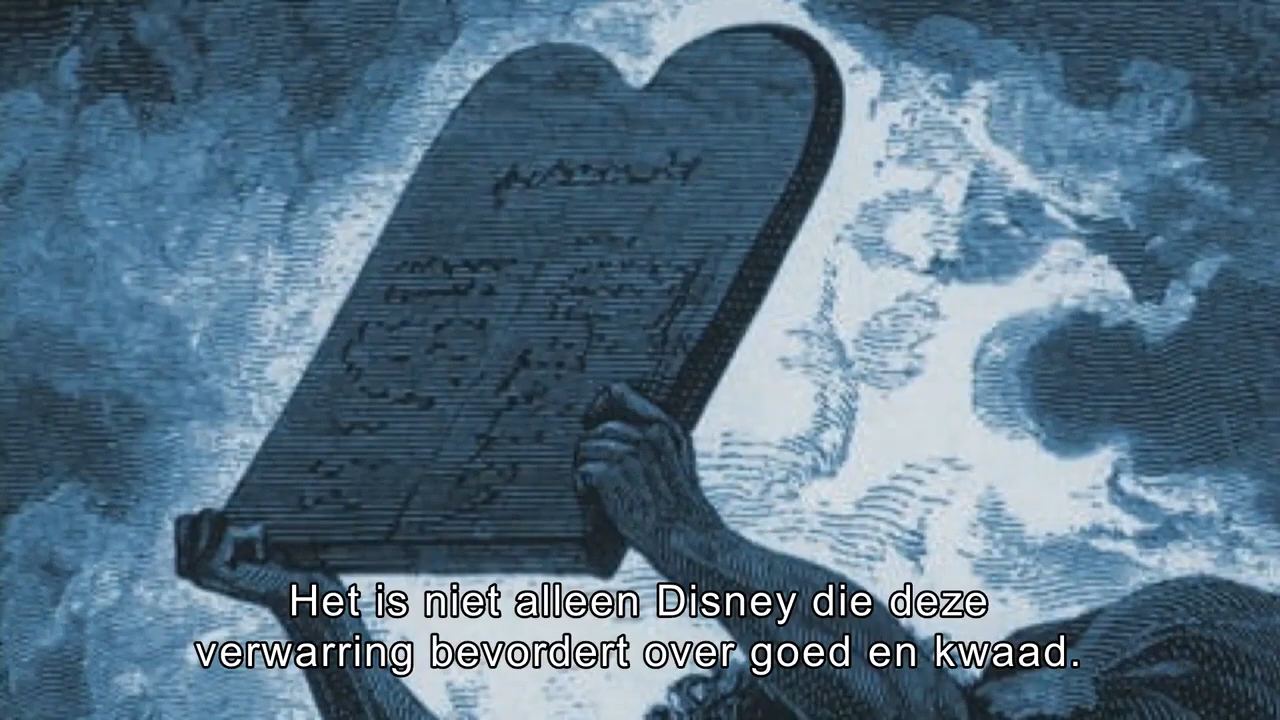 Het is niet alleen Disney die deze
verwarring bevordert over goed en kwaad.